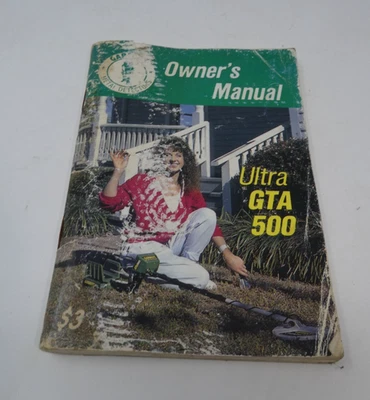 Owner's
Manual
Ultra
GTA
500
$3